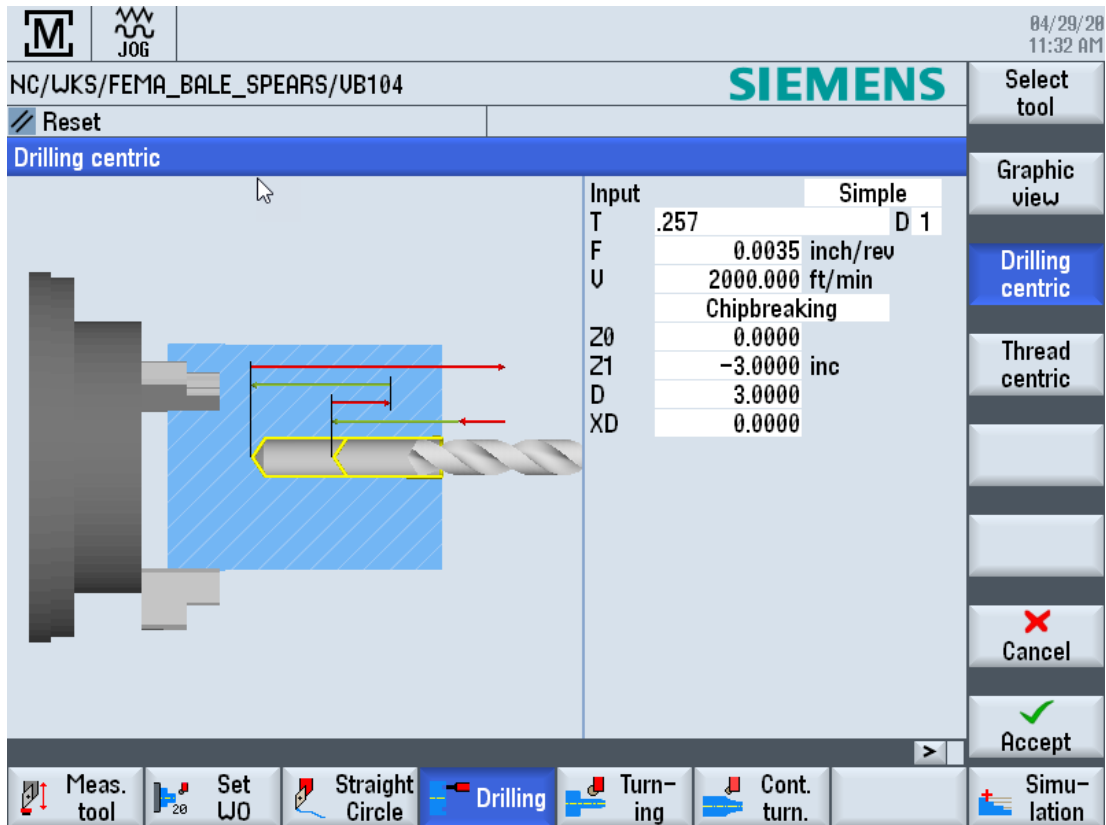 M
JOG
04/29/20
11:32 AM
NC/WKS/FEMA_BALE_SPEARS/VB104
SIEMENS
Select
tool
Reset
Drilling centric
Input Simple
T .257 D 1
F 0.0035 inch/rev
V 2000.000 ft/min
Chipbreaking
Z0 0.0000
Z1 -3.0000 inc
D 3.0000
XD 0.0000
Graphic
view
Drilling
centric
Thread
centric
Cancel
Accept
>
Meas.
tool
20
Set
WO
Straight
Circle
Drilling
Turn-
ing
Cont.
turn.
Simu-
lation